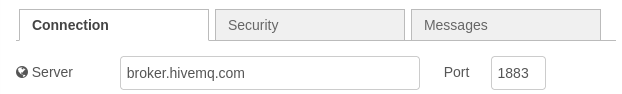 Connection Security Messages
Server broker.hivemq.com Port 1883